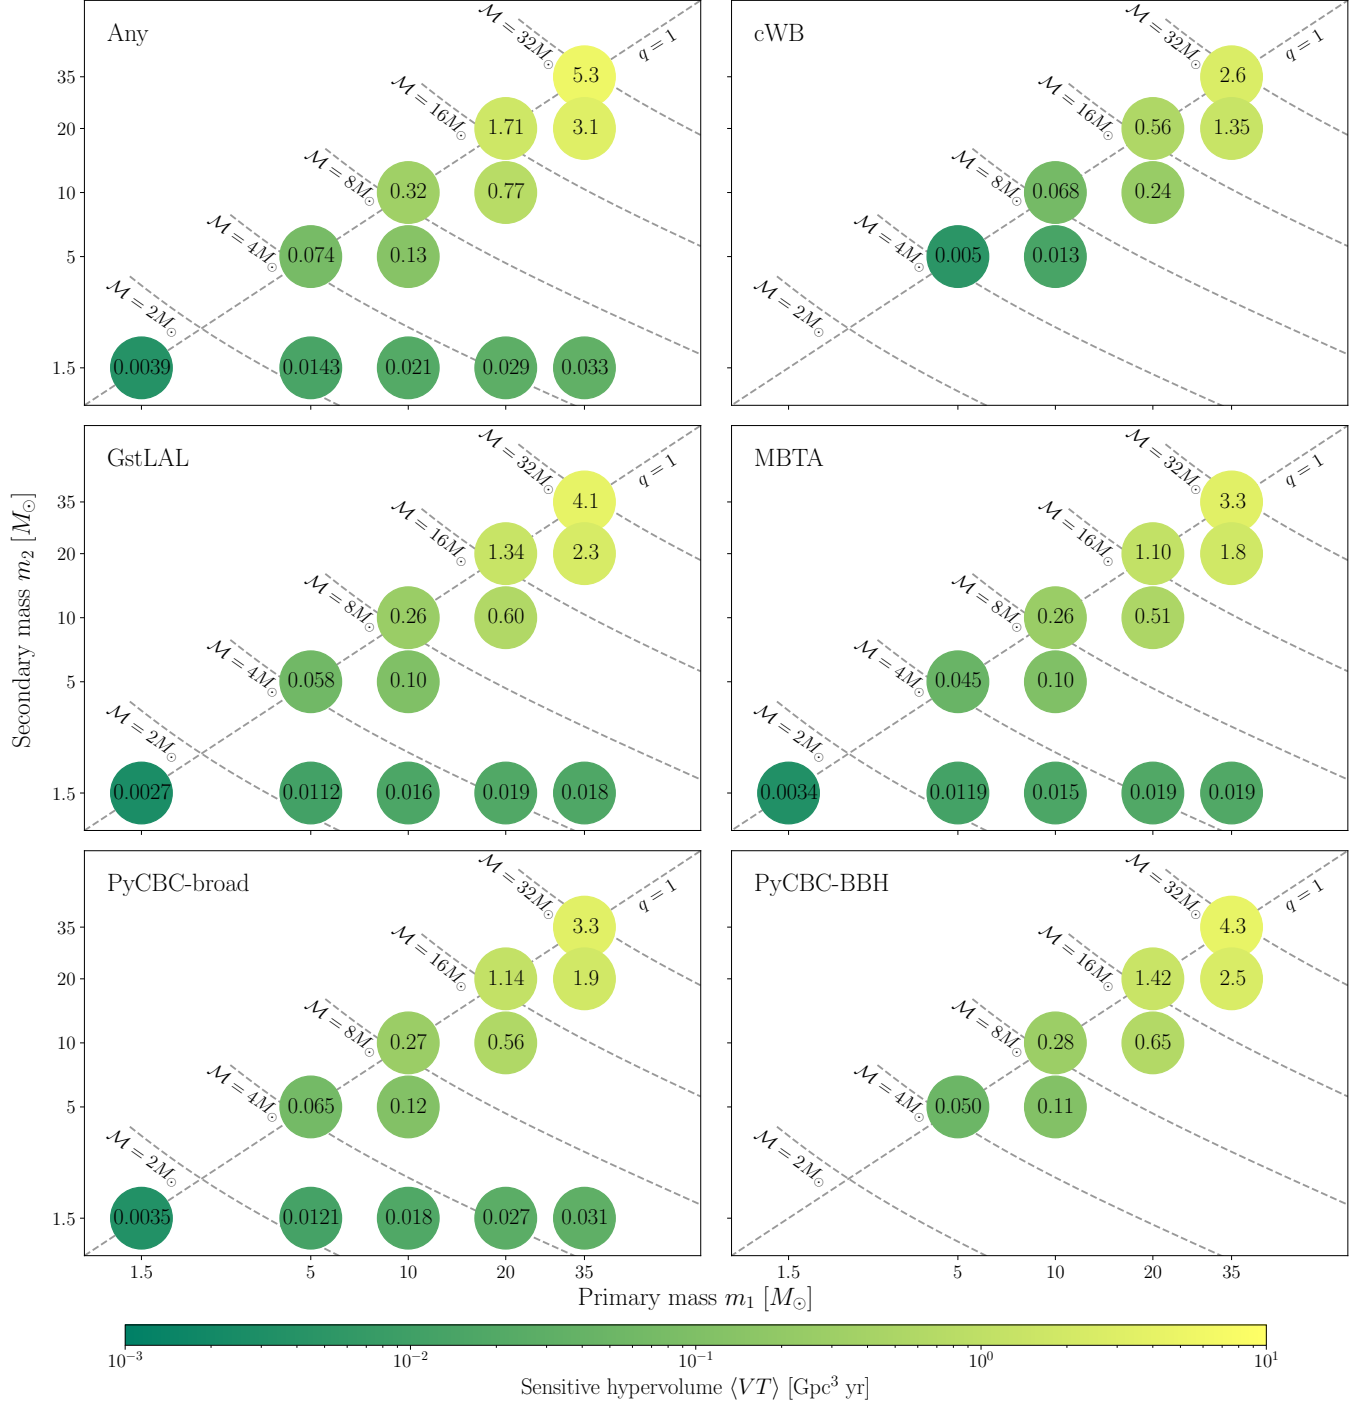 Any
ℳ = 32M⊙
q = 1
ℳ = 16M⊙
ℳ = 8M⊙
ℳ = 4M⊙
ℳ = 2M⊙
35
20
10
5
1.5
5.3
1.71
3.1
0.32
0.77
0.074
0.13
0.0039
0.0143
0.021
0.029
0.033
cWB
ℳ = 32M⊙
q = 1
ℳ = 16M⊙
ℳ = 8M⊙
ℳ = 4M⊙
ℳ = 2M⊙
2.6
0.56
1.35
0.068
0.24
0.005
0.013
Secondary mass m₂ [M⊙]
GstLAL
ℳ = 32M⊙
q = 1
ℳ = 16M⊙
ℳ = 8M⊙
ℳ = 4M⊙
ℳ = 2M⊙
35
20
10
5
1.5
4.1
1.34
2.3
0.26
0.60
0.058
0.10
0.0027
0.0112
0.016
0.019
0.018
MBTA
ℳ = 32M⊙
q = 1
ℳ = 16M⊙
ℳ = 8M⊙
ℳ = 4M⊙
ℳ = 2M⊙
3.3
1.10
1.8
0.26
0.51
0.045
0.10
0.0034
0.0119
0.015
0.019
0.019
PyCBC-broad
ℳ = 32M⊙
q = 1
ℳ = 16M⊙
ℳ = 8M⊙
ℳ = 4M⊙
ℳ = 2M⊙
35
20
10
5
1.5
3.3
1.14
1.9
0.27
0.56
0.065
0.12
0.0035
0.0121
0.018
0.027
0.031
1.5 5 10 20 35
PyCBC-BBH
ℳ = 32M⊙
q = 1
ℳ = 16M⊙
ℳ = 8M⊙
ℳ = 4M⊙
ℳ = 2M⊙
4.3
1.42
2.5
0.28
0.65
0.050
0.11
1.5 5 10 20 35
Primary mass m₁ [M⊙]
10⁻³ 10⁻² 10⁻¹ 10⁰ 10¹
Sensitive hypervolume ⟨VT⟩ [Gpc³ yr]